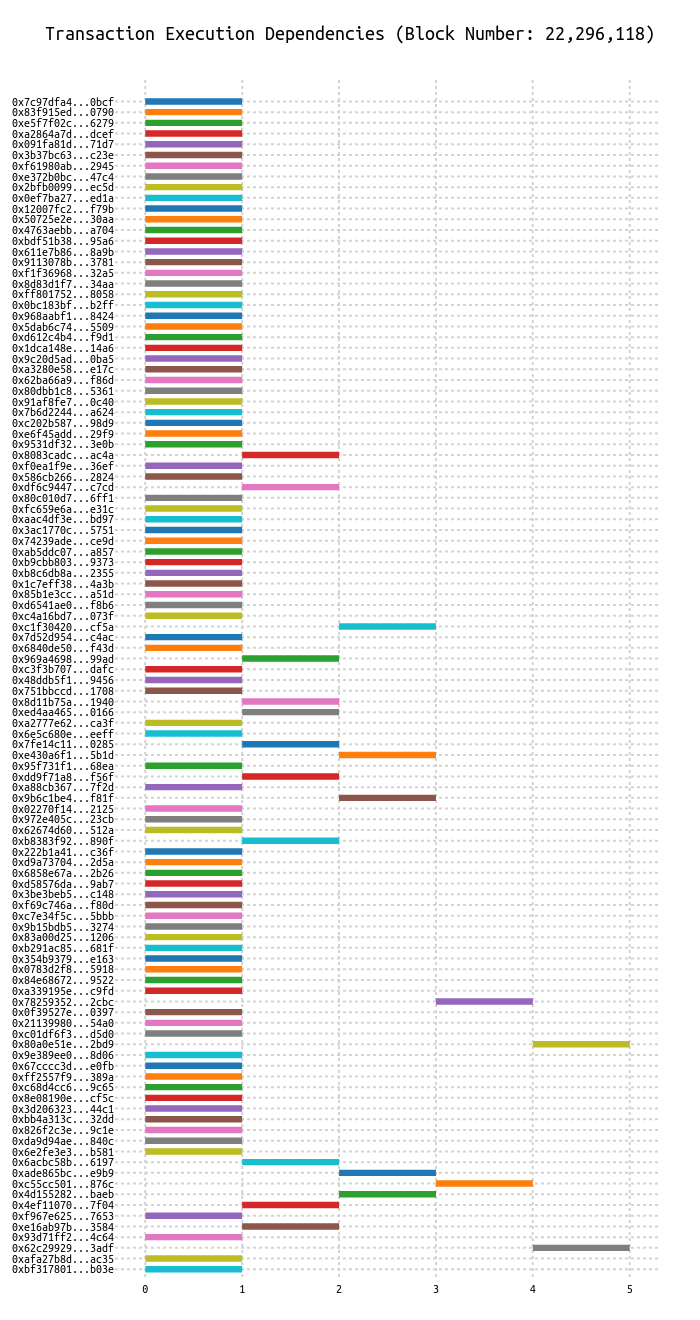 Transaction Execution Dependencies (Block Number: 22,296,118)
0x7c97dfa4...0bcf
0x83f915ed...0790
0xe5f7f02c...6279
0xa2864a7d...dcef
0x091fa81d...71d7
0x3b37bc63...c23e
0xf61980ab...2945
0xe372b0bc...47c4
0x2bfb0099...ec5d
0x0ef7ba27...ed1a
0x12007fc2...f79b
0x50725e2e...30aa
0x4763aebb...a704
0xbdf51b38...95a6
0x611e7b86...8a9b
0x9113078b...3781
0xf1f36968...32a5
0x8d83d1f7...34aa
0xff801752...8058
0x0bc183bf...b2ff
0x968aabf1...8424
0x5dab6c74...5509
0xd612c4b4...f9d1
0x1dca148e...14a6
0x9c20d5ad...0ba5
0xa3280e58...e17c
0x62ba66a9...f86d
0x80dbb1c8...5361
0x91af8fe7...0c40
0x7b6d2244...a624
0xc202b587...98d9
0xe6f45add...29f9
0x9531df32...3e0b
0x8083cadc...ac4a
0xf0ea1f9e...36ef
0x586cb266...2824
0xdf6c9447...c7cd
0x80c010d7...6ff1
0xfc659e6a...e31c
0xaac4df3e...bd97
0x3ac1770c...5751
0x74239ade...ce9d
0xab5ddc07...a857
0xb9cbb803...9373
0xb8c6db8a...2355
0x1c7eff38...4a3b
0x85b1e3cc...a51d
0xd6541ae0...f8b6
0xc4a16bd7...073f
0xc1f30420...cf5a
0x7d52d954...c4ac
0x6840de50...f43d
0x969a4698...99ad
0xc3f3b707...dafc
0x48ddb5f1...9456
0x751bbccd...1708
0x8d11b75a...1940
0xed4aa465...0166
0xa2777e62...ca3f
0x6e5c680e...eeff
0x7fe14c11...0285
0xe430a6f1...5b1d
0x95f731f1...68ea
0xdd9f71a8...f56f
0xa88cb367...7f2d
0x9b6c1be4...f81f
0x02270f14...2125
0x972e405c...23cb
0x62674d60...512a
0xb8383f92...890f
0x222b1a41...c36f
0xd9a73704...2d5a
0x6858e67a...2b26
0xd58576da...9ab7
0x3be3beb5...c148
0xf69c746a...f80d
0xc7e34f5c...5bbb
0x9b15bdb5...3274
0x83a00d25...1206
0xb291ac85...681f
0x354b9379...e163
0x0783d2f8...5918
0x84e68672...9522
0xa339195e...c9fd
0x78259352...2cbc
0x0f39527e...0397
0x21139980...54a0
0xc01df6f3...d5d0
0x80a0e51e...2bd9
0x9e389ee0...8d06
0x67cccc3d...e0fb
0xff2557f9...389a
0xc68d4cc6...9c65
0x8e08190e...cf5c
0x3d206323...44c1
0xbb4a313c...32dd
0x826f2c3e...9c1e
0xda9d94ae...840c
0x6e2fe3e3...b581
0x6acbc58b...6197
0xade865bc...e9b9
0xc55cc501...876c
0x4d155282...baeb
0x4ef11070...7f04
0xf967e625...7653
0xe16ab97b...3584
0x93d71ff2...4c64
0x62c29929...3adf
0xafa27b8d...ac35
0xbf317801...b03e
0 1 2 3 4 5